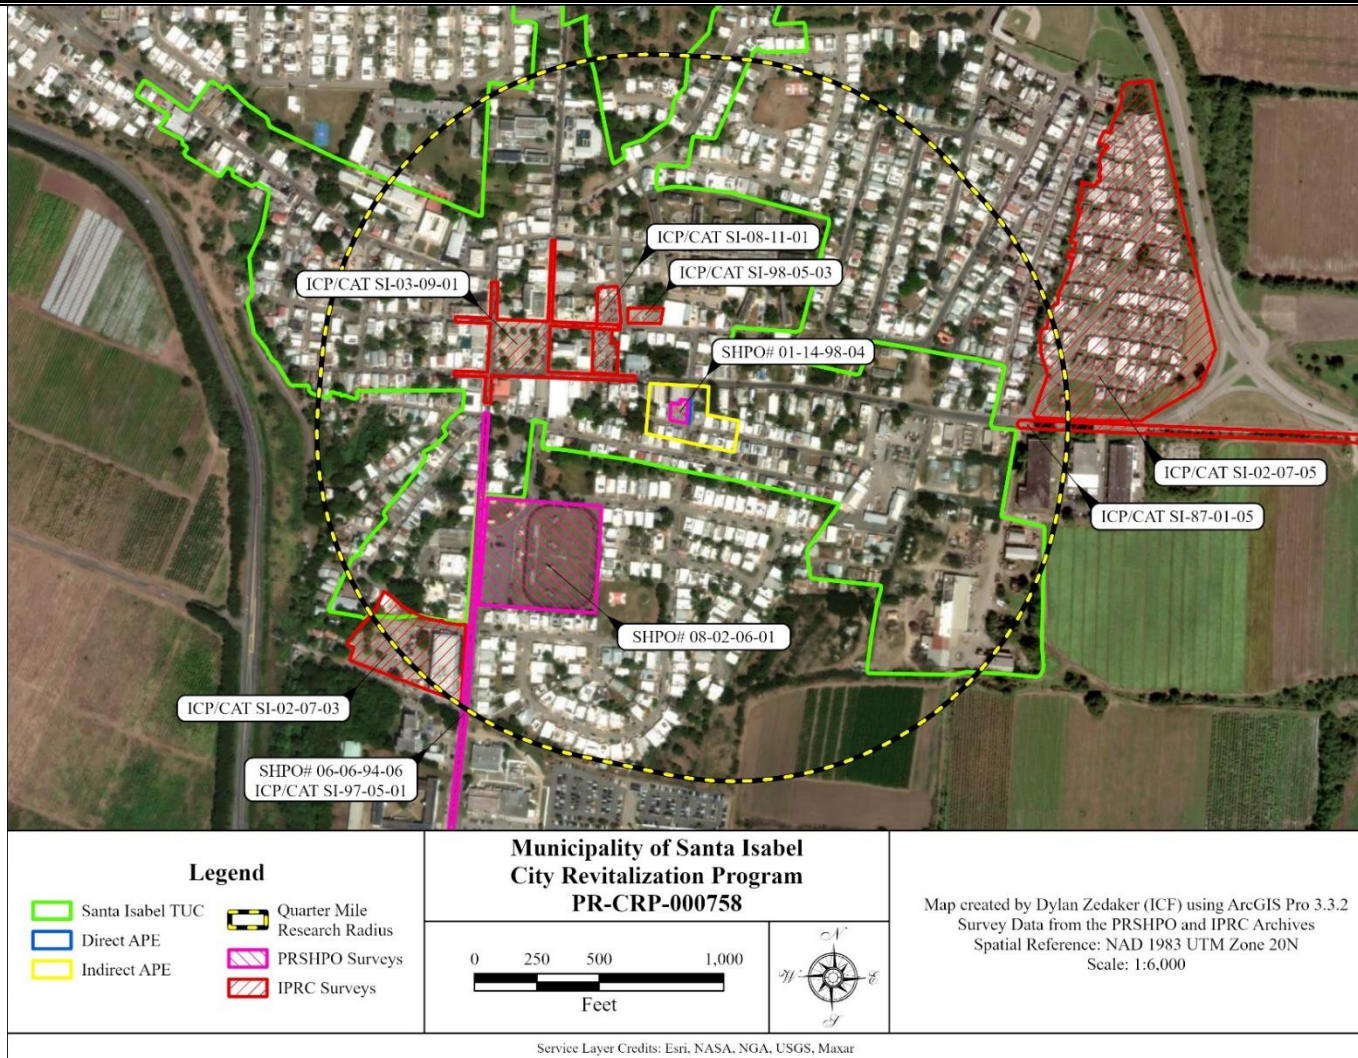 ICP/CAT SI-08-11-01
ICP/CAT SI-98-05-03
ICP/CAT SI-03-09-01
SHPO# 01-14-98-04
ICP/CAT SI-02-07-05
ICP/CAT SI-87-01-05
SHPO# 08-02-06-01
ICP/CAT SI-02-07-03
SHPO# 06-06-94-06
ICP/CAT SI-97-05-01
Legend
Santa Isabel TUC
Direct APE
Indirect APE
Quarter Mile
Research Radius
PRSHPO Surveys
IPRC Surveys
Municipality of Santa Isabel
City Revitalization Program
PR-CRP-000758
0 250 500 1,000
Feet
N
W E
S
Map created by Dylan Zedaker (ICF) using ArcGIS Pro 3.3.2
Survey Data from the PRSHPO and IPRC Archives
Spatial Reference: NAD 1983 UTM Zone 20N
Scale: 1:6,000
Service Layer Credits: Esri, NASA, NGA, USGS, Maxar